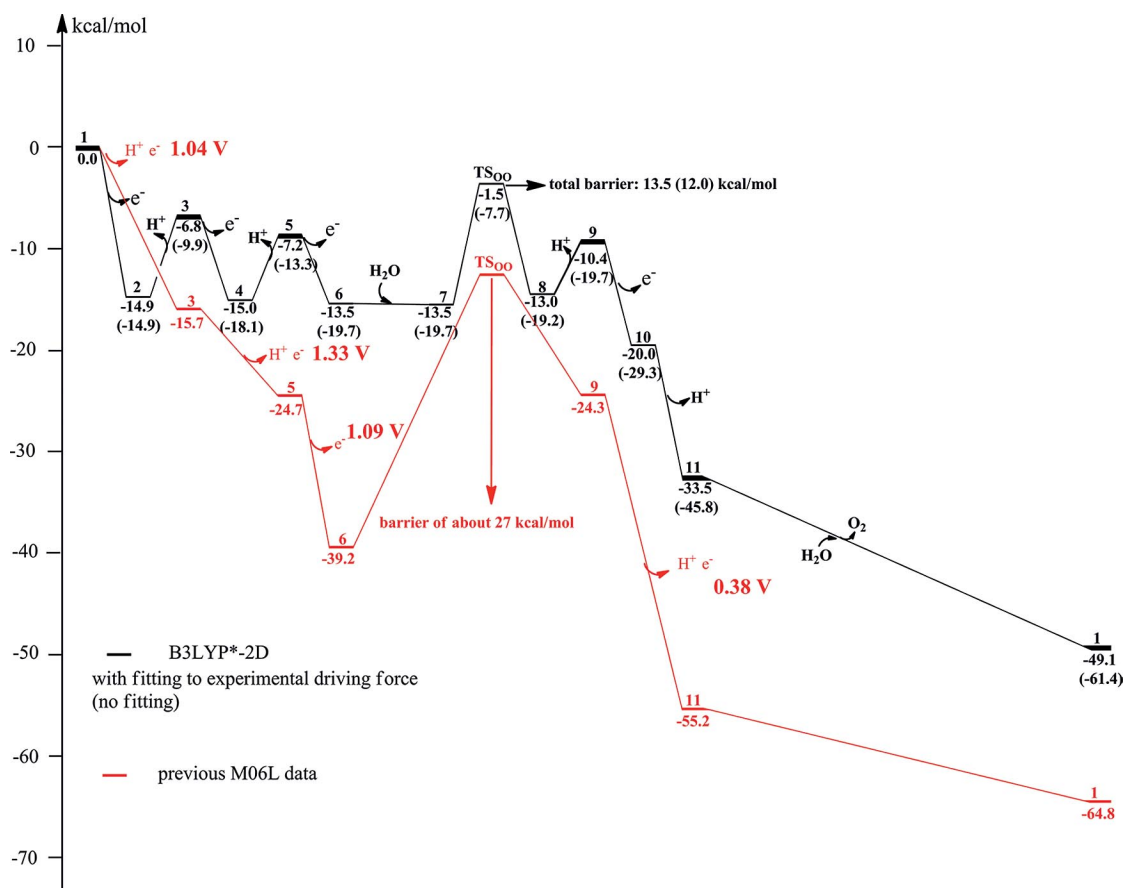 kcal/mol
10
0
-10
-20
-30
-40
-50
-60
-70
1
0.0
H⁺ e⁻ 1.04 V
e⁻
2
-14.9
(-14.9)
H⁺
3
-6.8
(-9.9)
e⁻
3
-15.7
4
-15.0
(-18.1)
H⁺
5
-7.2
(-13.3)
e⁻
H⁺ e⁻ 1.33 V
5
-24.7
e⁻ 1.09 V
6
-13.5
(-19.7)
H₂O
7
-13.5
(-19.7)
6
-39.2
TSOO
-1.5
(-7.7)
total barrier: 13.5 (12.0) kcal/mol
TSOO
barrier of about 27 kcal/mol
8
-13.0
(-19.2)
H⁺
9
-10.4
(-19.7)
e⁻
9
-24.3
10
-20.0
(-29.3)
H⁺
11
-33.5
(-45.8)
H⁺ e⁻
0.38 V
H₂O
O₂
11
-55.2
1
-49.1
(-61.4)
1
-64.8
B3LYP*-2D
with fitting to experimental driving force
(no fitting)
previous M06L data